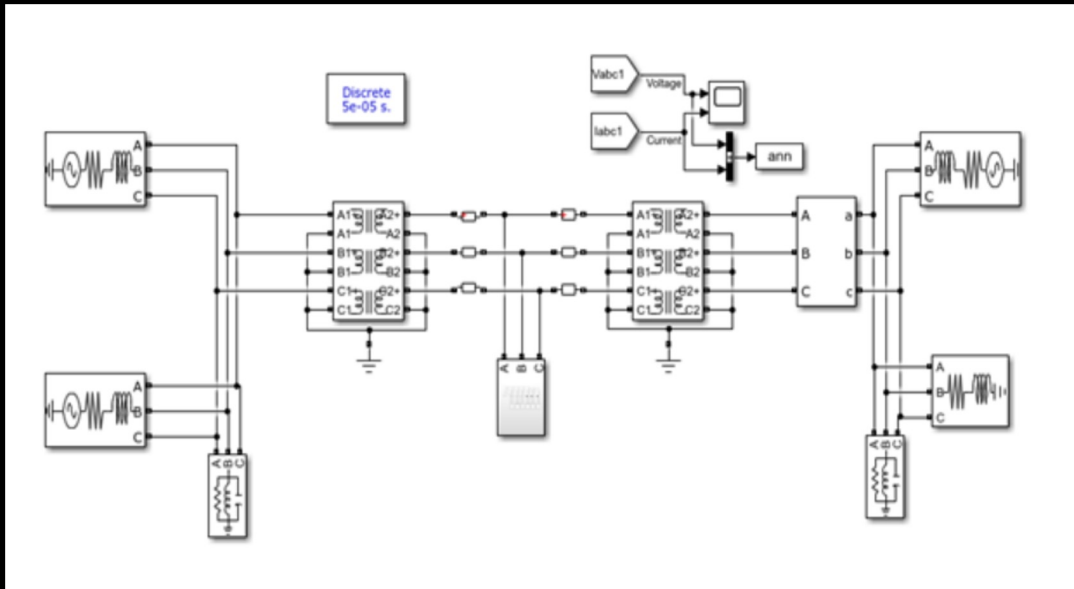 Discrete
5e-05 s.
Vabc1
Voltage
Iabc1
Current
ann
A
B
C
A
B
C
A1+
A1
B1+
B1
C1+
C1
A2+
A2
B2+
B2
C2+
C2
A1+
A1
B1+
B1
C1+
C1
A2+
A2
B2+
B2
C2+
C2
A
B
C
a
b
c
A B C
A
B
C
A
B
C
A B C
A B C